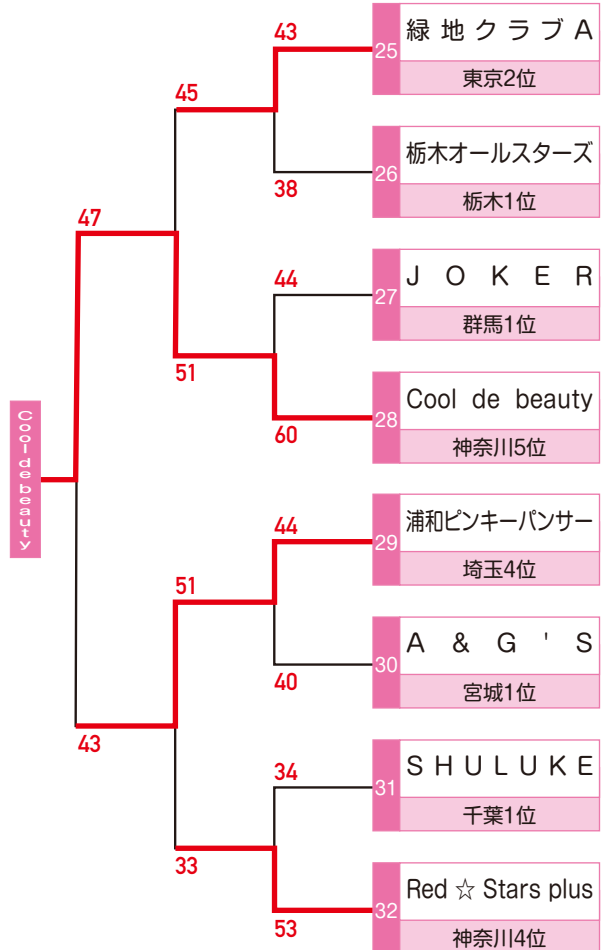 43
25
緑地クラブA
東京2位
45
38
26
栃木オールスターズ
栃木1位
47
44
27
JOKER
群馬1位
51
60
28
Cool de beauty
神奈川5位
Cool de beauty
44
29
浦和ピンキーパンサー
埼玉4位
51
40
30
A & G ' S
宮城1位
43
34
31
SHULUKE
千葉1位
33
53
32
Red ☆ Stars plus
神奈川4位